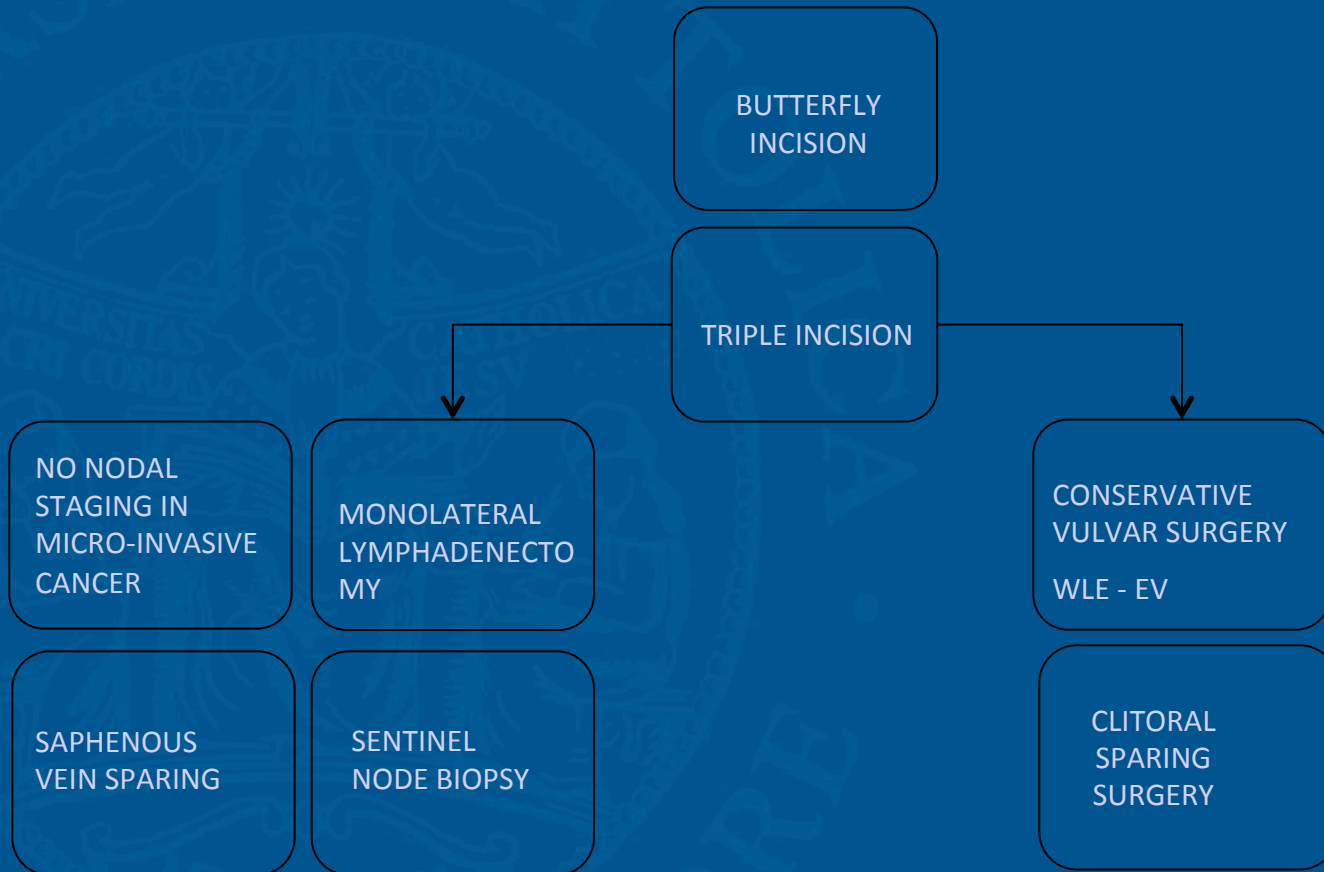 BUTTERFLY
INCISION
TRIPLE INCISION
NO NODAL
STAGING IN
MICRO-INVASIVE
CANCER
MONOLATERAL
LYMPHADENECTO
MY
CONSERVATIVE
VULVAR SURGERY
WLE - EV
SAPHENOUS
VEIN SPARING
SENTINEL
NODE BIOPSY
CLITORAL
SPARING
SURGERY